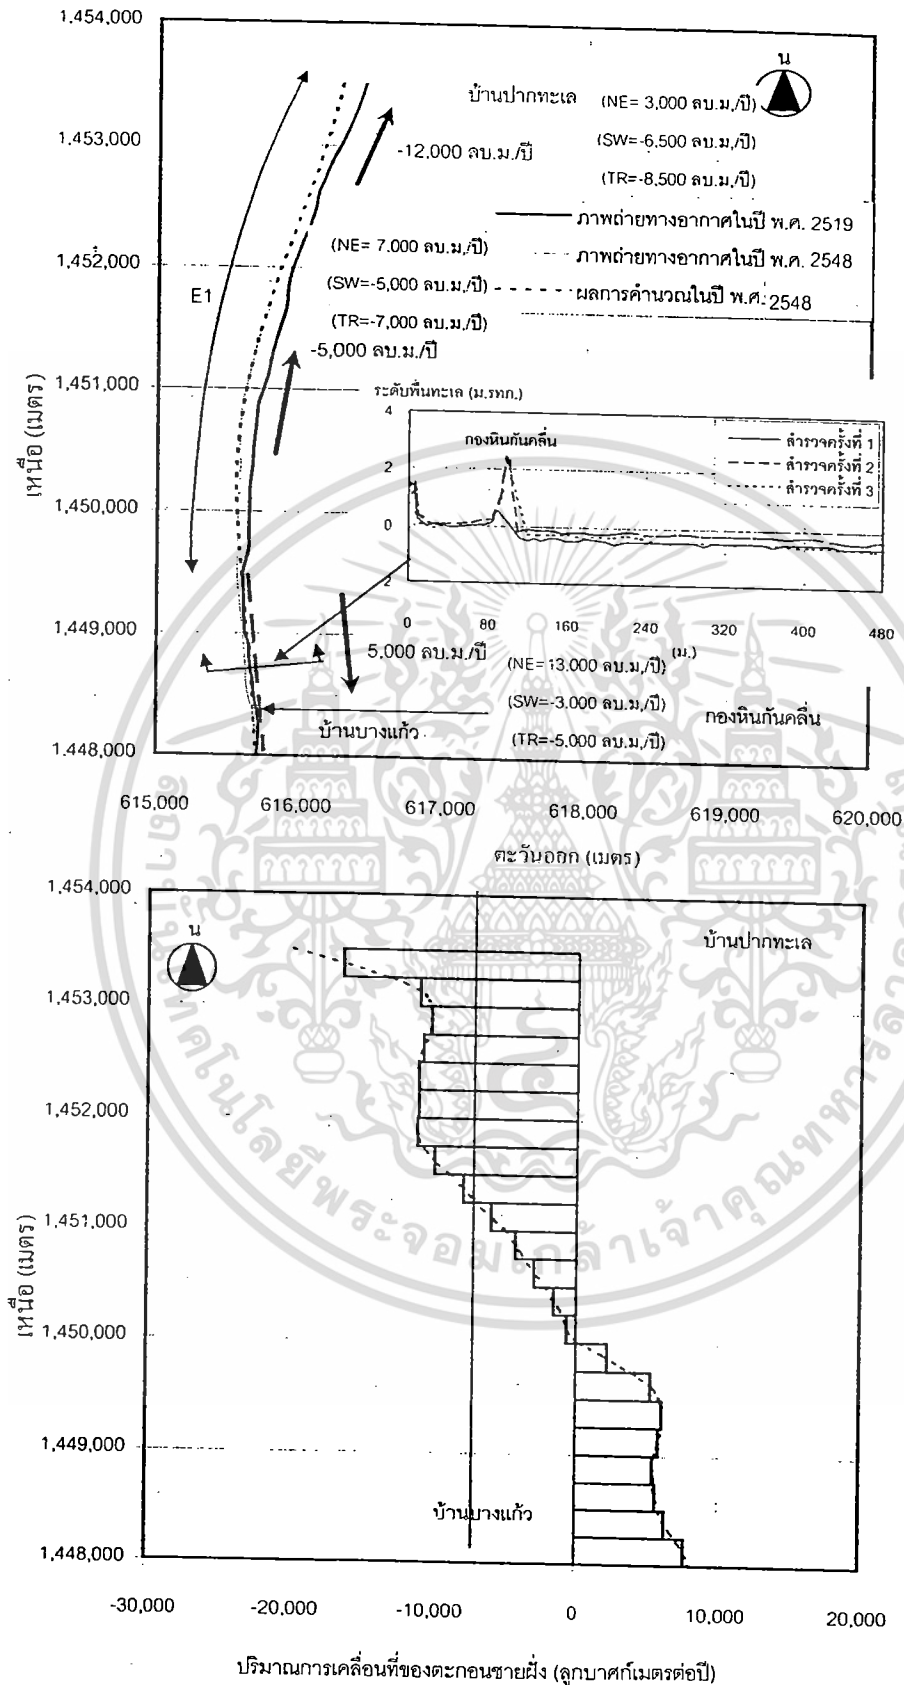 1,454,000
น
บ้านปากทะเล
(NE= 3,000 ลบ.ม./ปี)
1,453,000
-12,000 ลบ.ม./ปี
(SW=-6,500 ลบ.ม./ปี)
(TR=-8,500 ลบ.ม./ปี)
ภาพถ่ายทางอากาศในปี พ.ศ. 2519
(NE= 7,000 ลบ.ม./ปี)
1,452,000
ภาพถ่ายทางอากาศในปี พ.ศ. 2548
E1
(SW=-5,000 ลบ.ม./ปี)
ผลการคำนวณในปี พ.ศ. 2548
(TR=-7,000 ลบ.ม./ปี)
-5,000 ลบ.ม./ปี
1,451,000
ระดับพื้นทะเล (ม.รทก.)
4
เหนือ (เมตร)
กองหินกันคลื่น
สำรวจครั้งที่ 1
2
สำรวจครั้งที่ 2
สำรวจครั้งที่ 3
1,450,000
0
2
0 80 160 240 320 400 480
(ม.)
1,449,000
5,000 ลบ.ม./ปี
(NE= 13,000 ลบ.ม./ปี)
(SW=-3,000 ลบ.ม./ปี)
กองหินกันคลื่น
บ้านบางแก้ว
(TR=-5,000 ลบ.ม./ปี)
1,448,000
615,000 616,000 617,000 618,000 619,000 620,000
ตะวันออก (เมตร)
1,454,000
น
บ้านปากทะเล
1,453,000
1,452,000
1,451,000
เหนือ (เมตร)
1,450,000
1,449,000
บ้านบางแก้ว
1,448,000
-30,000 -20,000 -10,000 0 10,000 20,000
ปริมาณการเคลื่อนที่ของตะกอนชายฝั่ง (ลูกบาศก์เมตรต่อปี)